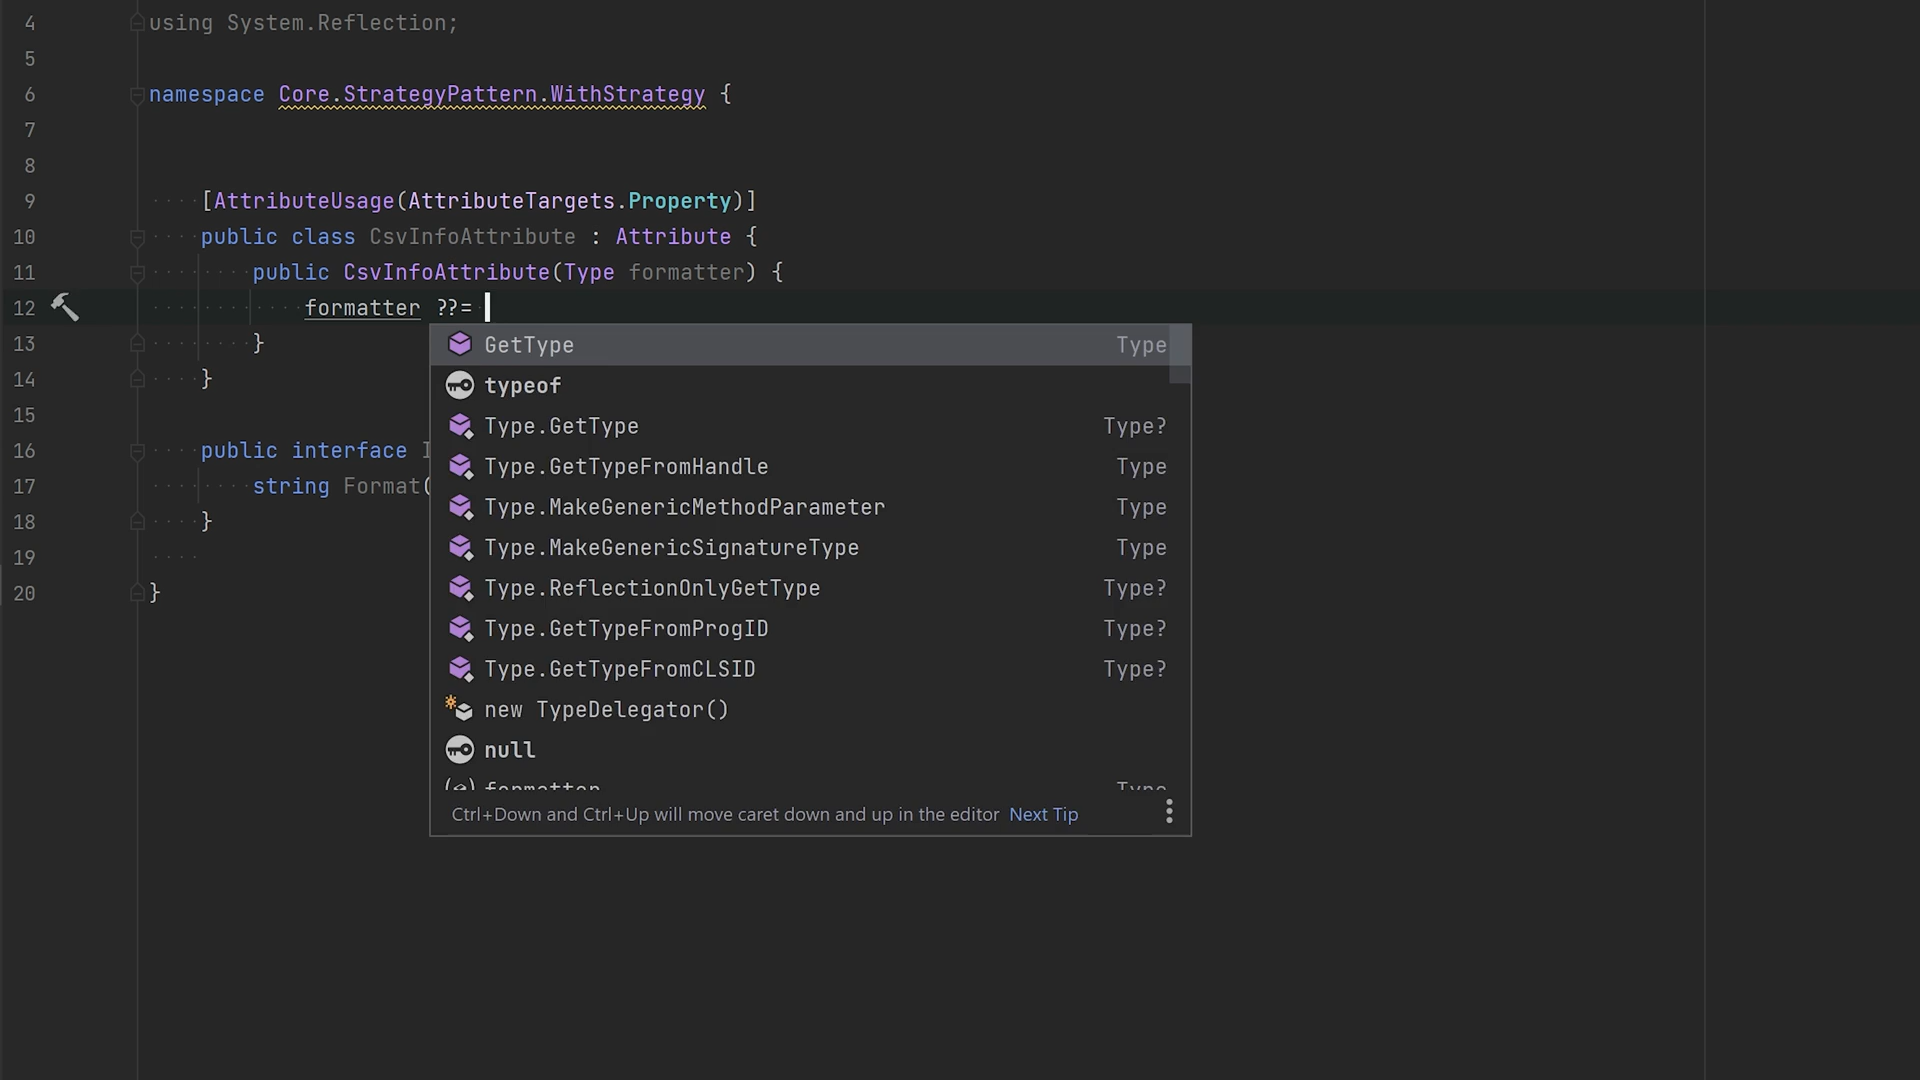 4 using System.Reflection;
5
6 namespace Core.StrategyPattern.WithStrategy {
7
8
9 [AttributeUsage(AttributeTargets.Property)]
10 public class CsvInfoAttribute : Attribute {
11 public CsvInfoAttribute(Type formatter) {
12 formatter ??=
13 }
14 }
15
16 public interface I
17 string Format(
18 }
19
20 }
GetType Type
typeof
Type.GetType Type?
Type.GetTypeFromHandle Type
Type.MakeGenericMethodParameter Type
Type.MakeGenericSignatureType Type
Type.ReflectionOnlyGetType Type?
Type.GetTypeFromProgID Type?
Type.GetTypeFromCLSID Type?
new TypeDelegator()
null
formatter Type
Ctrl+Down and Ctrl+Up will move caret down and up in the editor Next Tip